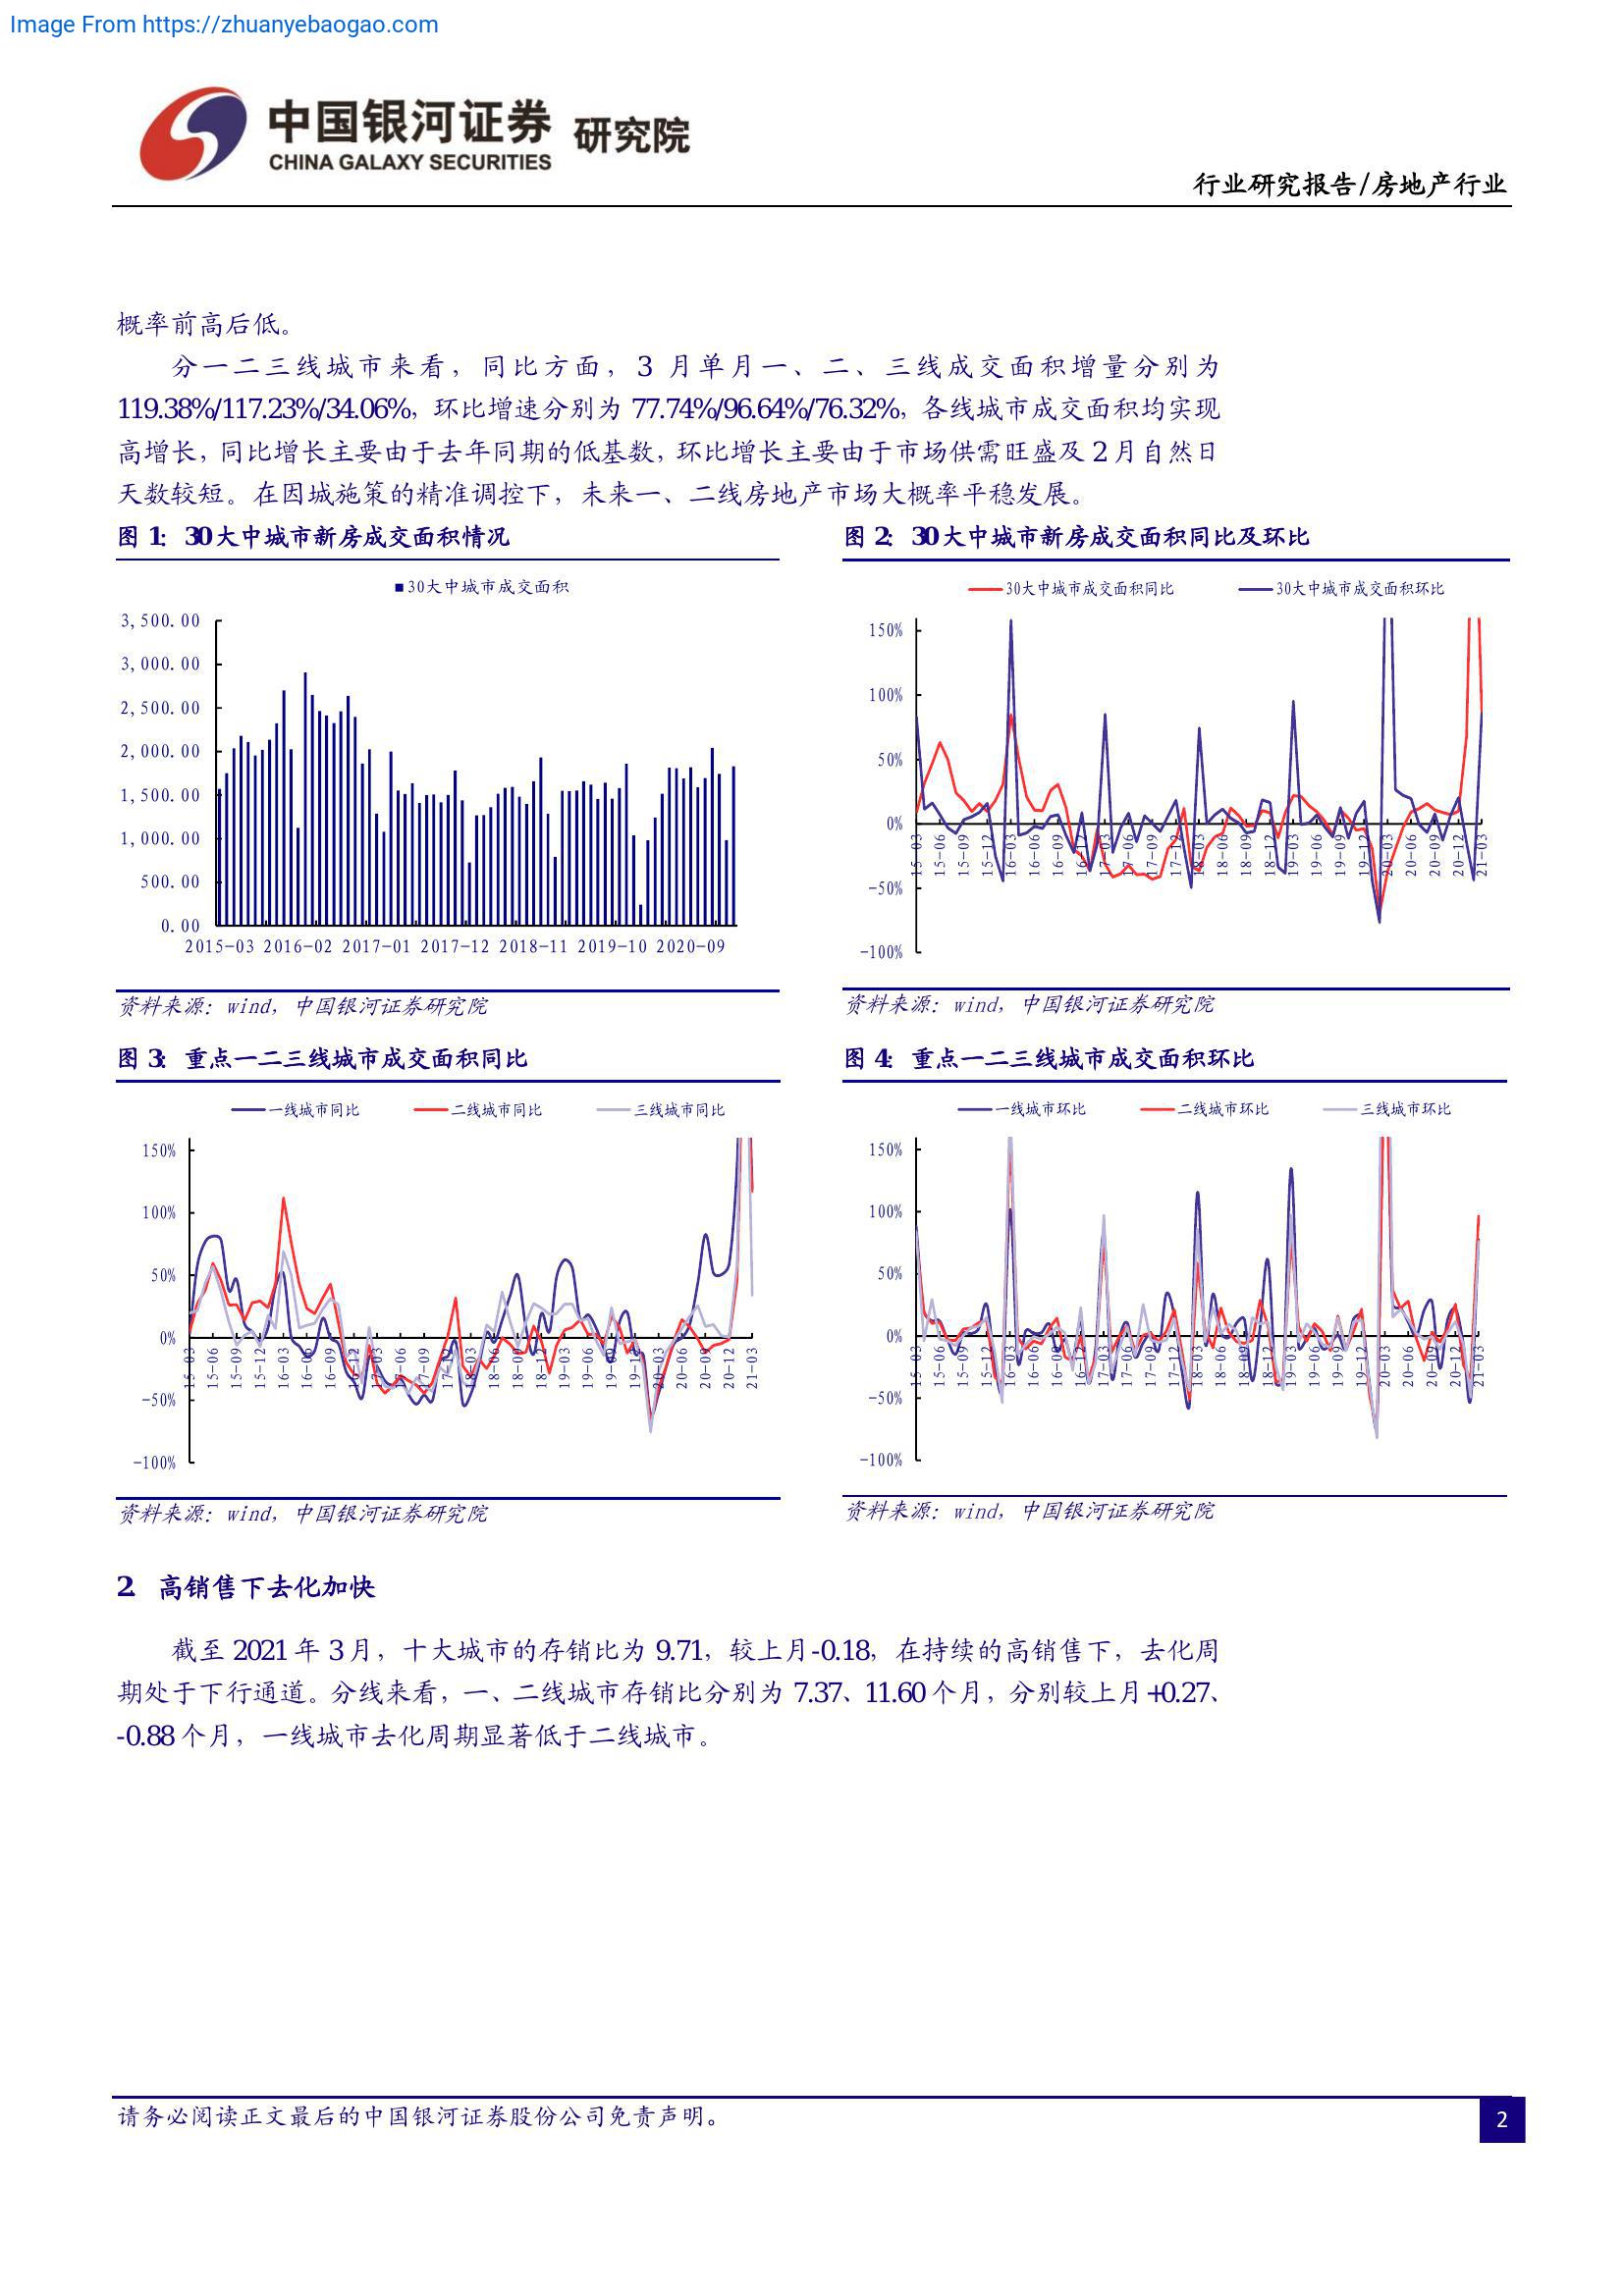 Image From https://zhuanyebaogao.com
中国银河证券 研究院
CHINA GALAXY SECURITIES
行业研究报告/房地产行业
概率前高后低。
分一二三线城市来看，同比方面，3 月单月一、二、三线成交面积增量分别为
119.38%/117.23%/34.06%，环比增速分别为 77.74%/96.64%/76.32%，各线城市成交面积均实现
高增长，同比增长主要由于去年同期的低基数，环比增长主要由于市场供需旺盛及 2 月自然日
天数较短。在因城施策的精准调控下，未来一、二线房地产市场大概率平稳发展。
图 1： 30 大中城市新房成交面积情况
30大中城市成交面积
3,500.00
3,000.00
2,500.00
2,000.00
1,500.00
1,000.00
500.00
0.00
2015-03 2016-02 2017-01 2017-12 2018-11 2019-10 2020-09
资料来源：wind，中国银河证券研究院
图 2： 30 大中城市新房成交面积同比及环比
30大中城市成交面积同比 30大中城市成交面积环比
150%
100%
50%
0%
-50%
-100%
15-03 15-06 15-09 15-12 16-03 16-06 16-09 16-12 17-03 17-06 17-09 17-12 18-03 18-06 18-09 18-12 19-03 19-06 19-09 19-12 20-03 20-06 20-09 20-12 21-03
资料来源：wind，中国银河证券研究院
图 3： 重点一二三线城市成交面积同比
一线城市同比 二线城市同比 三线城市同比
150%
100%
50%
0%
-50%
-100%
15-03 15-06 15-09 15-12 16-03 16-06 16-09 16-12 17-03 17-06 17-09 17-12 18-03 18-06 18-09 18-12 19-03 19-06 19-09 19-12 20-03 20-06 20-09 20-12 21-03
资料来源：wind，中国银河证券研究院
图 4： 重点一二三线城市成交面积环比
一线城市环比 二线城市环比 三线城市环比
150%
100%
50%
0%
-50%
-100%
15-03 15-06 15-09 15-12 16-03 16-06 16-09 16-12 17-03 17-06 17-09 17-12 18-03 18-06 18-09 18-12 19-03 19-06 19-09 19-12 20-03 20-06 20-09 20-12 21-03
资料来源：wind，中国银河证券研究院
2. 高销售下去化加快
截至 2021 年 3 月，十大城市的存销比为 9.71，较上月-0.18，在持续的高销售下，去化周
期处于下行通道。分线来看，一、二线城市存销比分别为 7.37、11.60 个月，分别较上月+0.27、
-0.88 个月，一线城市去化周期显著低于二线城市。
请务必阅读正文最后的中国银河证券股份公司免责声明。
2